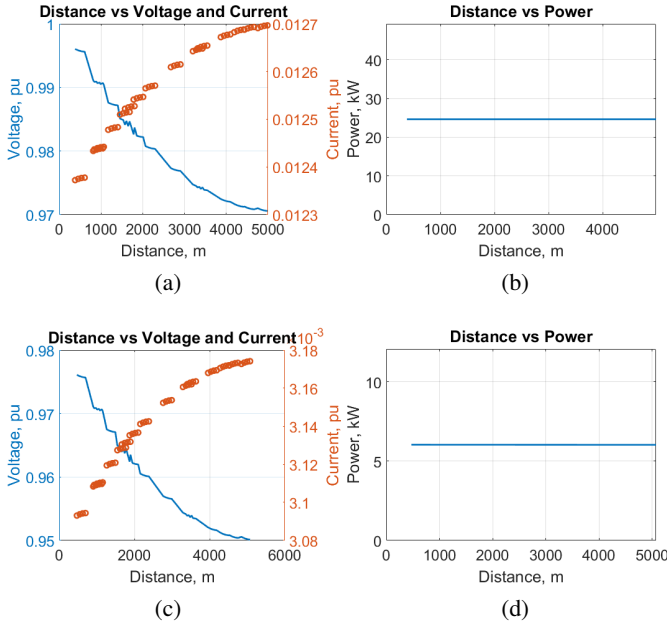 Distance vs Voltage and Current
Voltage, pu
1
0.99
0.98
0.97
0.0127
0.0126
0.0125
0.0124
0.0123
Current, pu
0 1000 2000 3000 4000 5000
Distance, m
(a)
Distance vs Power
Power, kW
40
30
20
10
0
0 1000 2000 3000 4000
Distance, m
(b)
Distance vs Voltage and Current
10-3
Voltage, pu
0.98
0.97
0.96
0.95
3.18
3.16
3.14
3.12
3.1
3.08
Current, pu
0 2000 4000 6000
Distance, m
(c)
Distance vs Power
Power, kW
10
5
0
0 1000 2000 3000 4000 5000
Distance, m
(d)